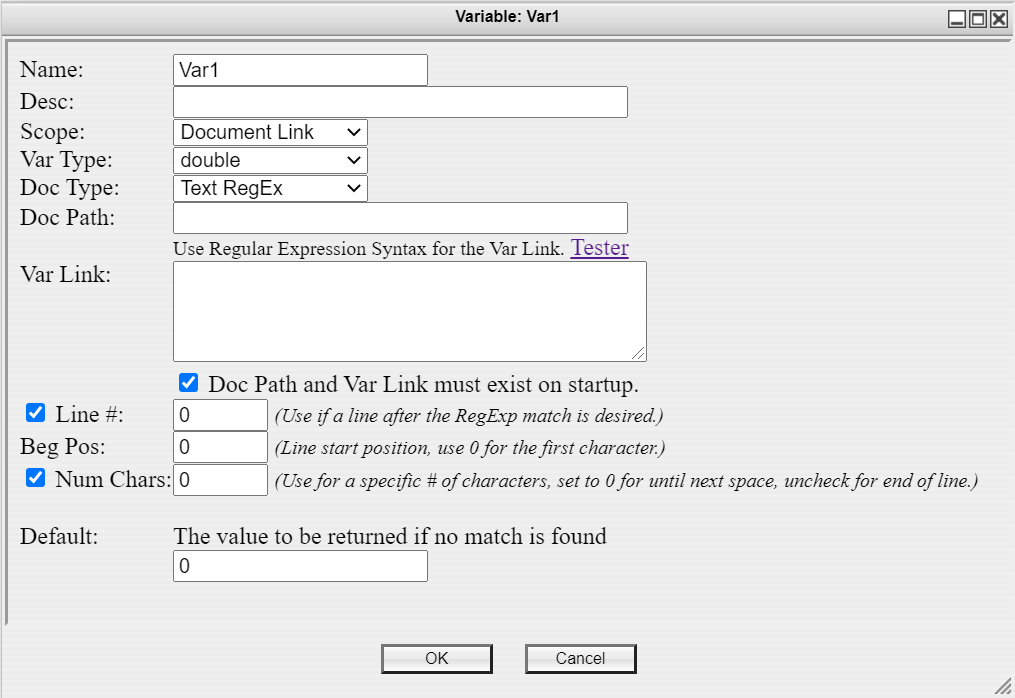 Variable: Var1
Name: Var1
Desc:
Scope: Document Link
Var Type: double
Doc Type: Text RegEx
Doc Path:
Use Regular Expression Syntax for the Var Link. Tester
Var Link:
Doc Path and Var Link must exist on startup.
Line #: 0 (Use if a line after the RegExp match is desired.)
Beg Pos: 0 (Line start position, use 0 for the first character.)
Num Chars: 0 (Use for a specific # of characters, set to 0 for until next space, uncheck for end of line.)
Default: The value to be returned if no match is found
0
OK Cancel